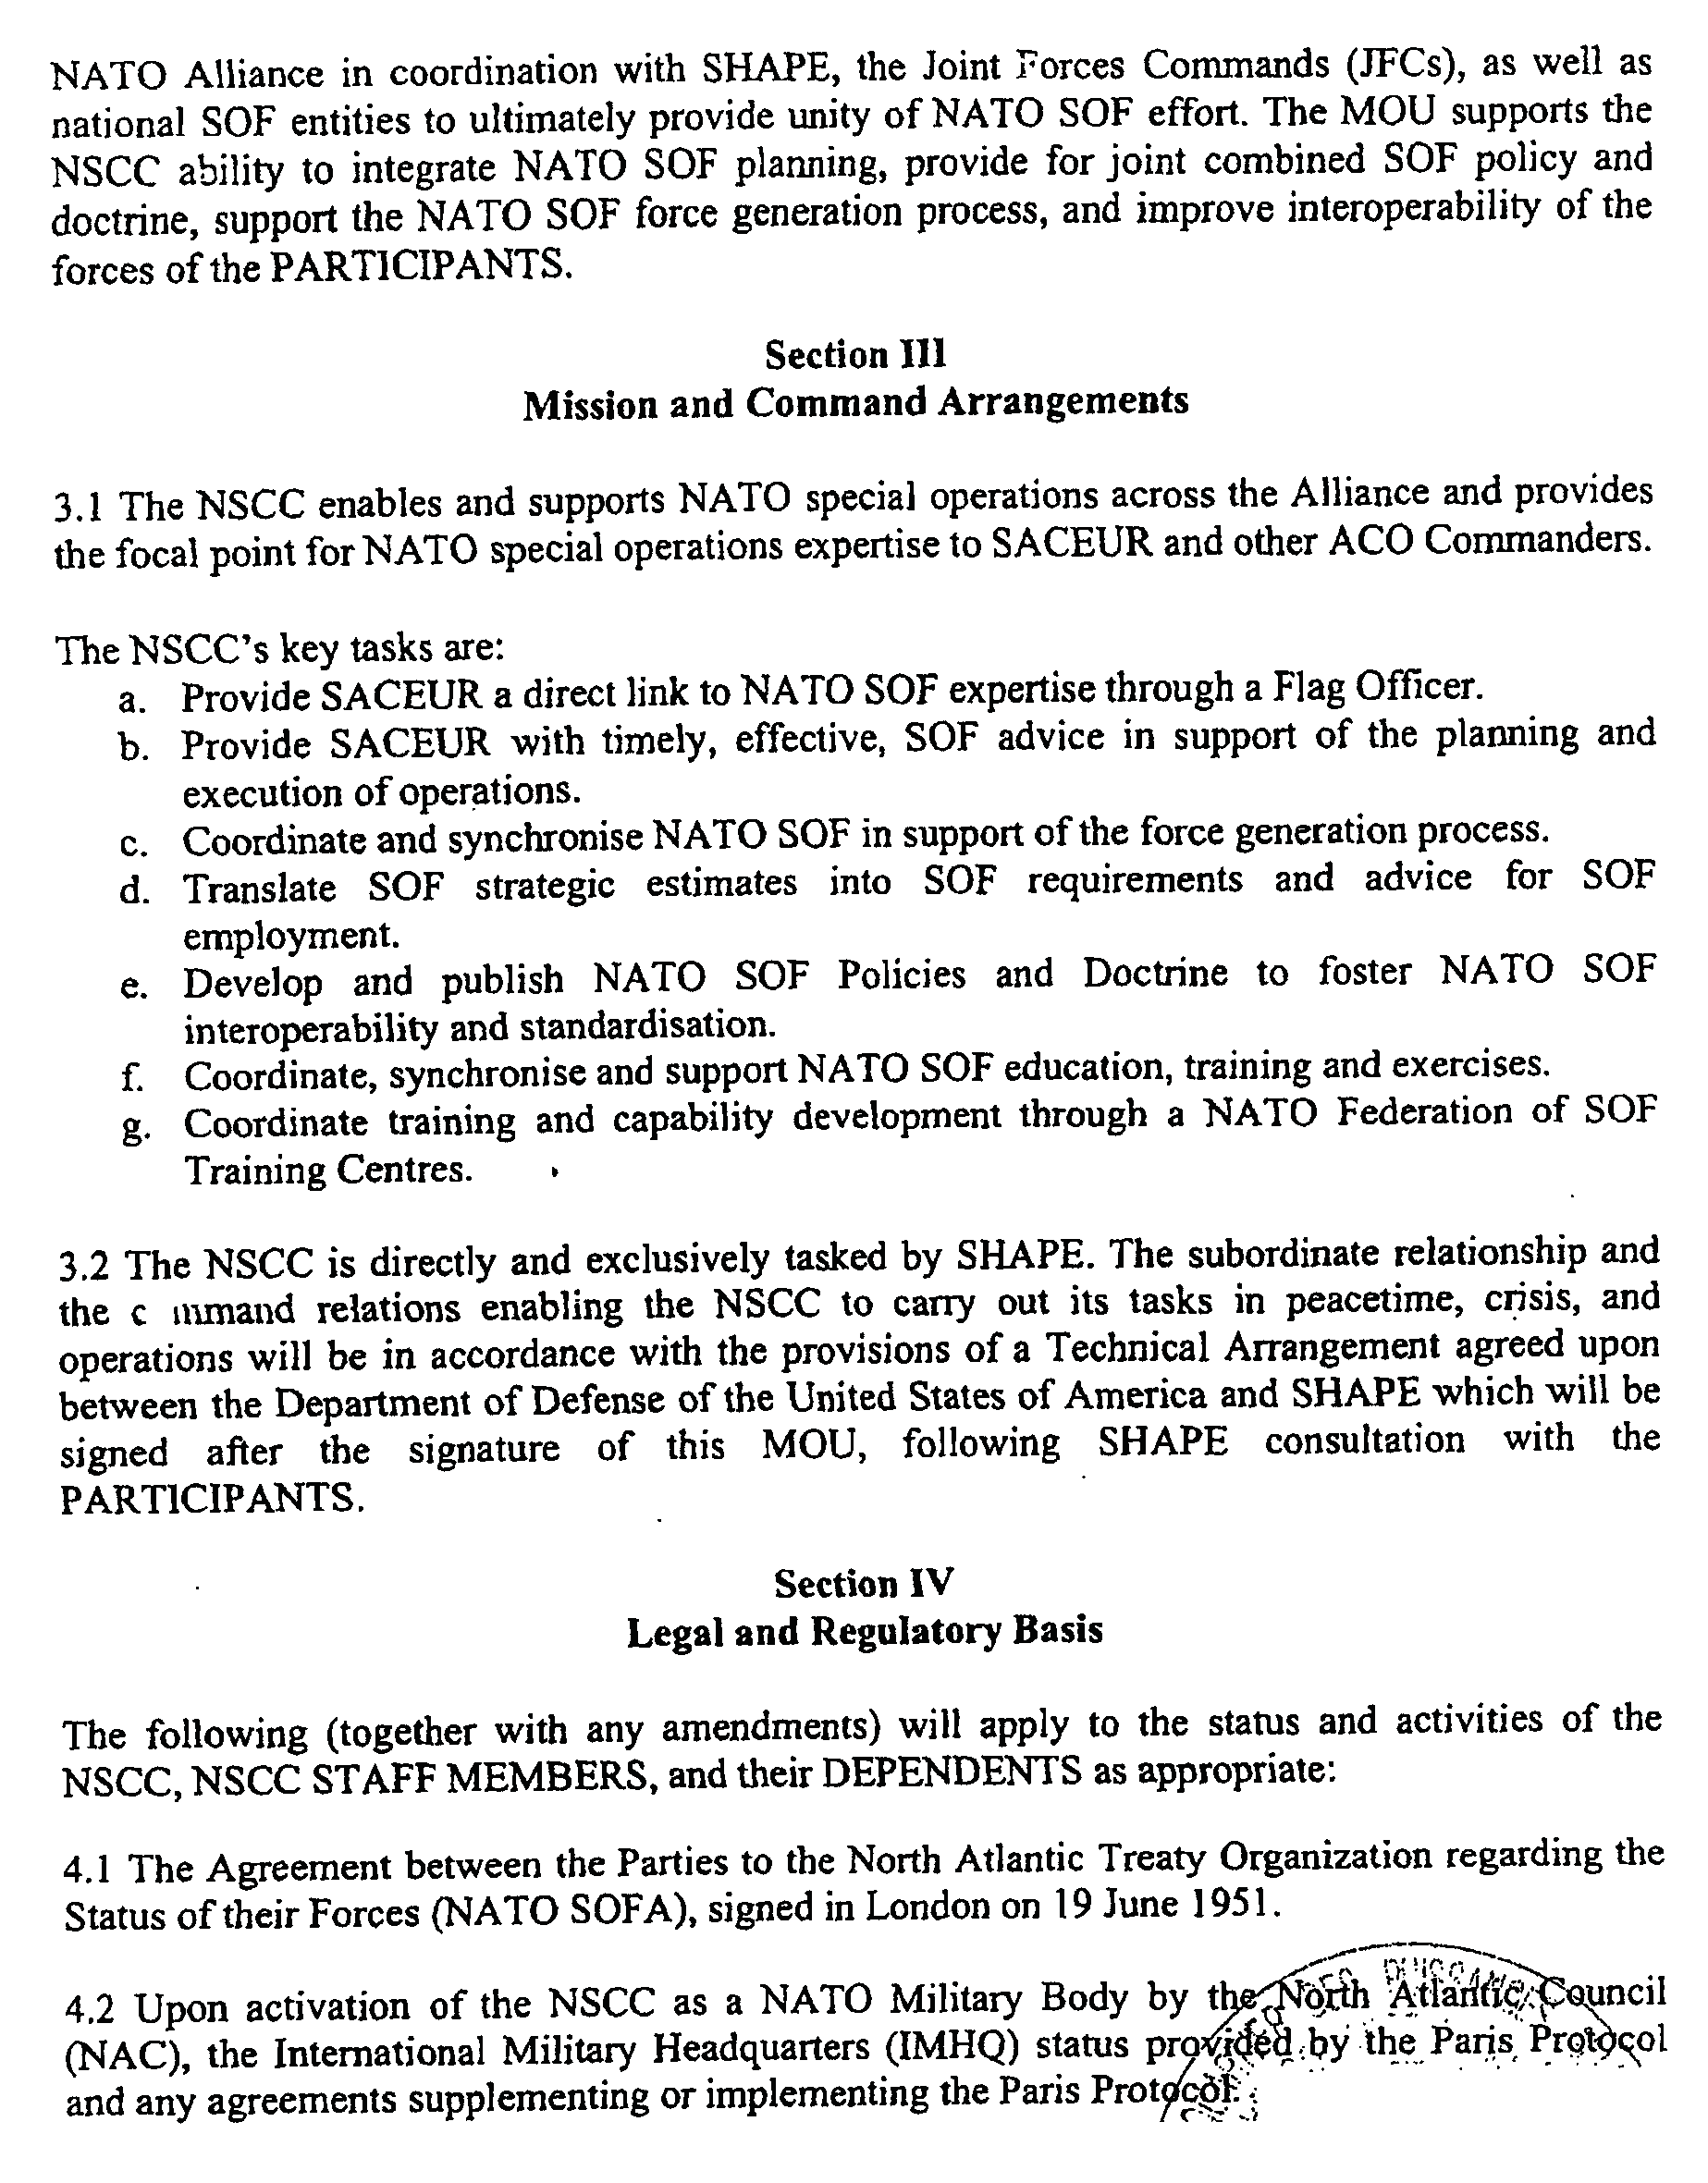 NATO Alliance in coordination with SHAPE, the Joint Forces Commands (JFCs), as well as
national SOF entities to ultimately provide unity of NATO SOF effort. The MOU supports the
NSCC ability to integrate NATO SOF planning, provide for joint combined SOF policy and
doctrine, support the NATO SOF force generation process, and improve interoperability of the
forces of the PARTICIPANTS.
Section III
Mission and Command Arrangements
3.1 The NSCC enables and supports NATO special operations across the Alliance and provides
the focal point for NATO special operations expertise to SACEUR and other ACO Commanders.
The NSCC's key tasks are:
a. Provide SACEUR a direct link to NATO SOF expertise through a Flag Officer.
b. Provide SACEUR with timely, effective, SOF advice in support of the planning and
execution of operations.
c. Coordinate and synchronise NATO SOF in support of the force generation process.
d. Translate SOF strategic estimates into SOF requirements and advice for SOF
employment.
e. Develop and publish NATO SOF Policies and Doctrine to foster NATO SOF
interoperability and standardisation.
f. Coordinate, synchronise and support NATO SOF education, training and exercises.
g. Coordinate training and capability development through a NATO Federation of SOF
Training Centres.
3.2 The NSCC is directly and exclusively tasked by SHAPE. The subordinate relationship and
the c mmand relations enabling the NSCC to carry out its tasks in peacetime, crisis, and
operations will be in accordance with the provisions of a Technical Arrangement agreed upon
between the Department of Defense of the United States of America and SHAPE which will be
signed after the signature of this MOU, following SHAPE consultation with the
PARTICIPANTS.
Section IV
Legal and Regulatory Basis
The following (together with any amendments) will apply to the status and activities of the
NSCC, NSCC STAFF MEMBERS, and their DEPENDENTS as appropriate:
4.1 The Agreement between the Parties to the North Atlantic Treaty Organization regarding the
Status of their Forces (NATO SOFA), signed in London on 19 June 1951.
4.2 Upon activation of the NSCC as a NATO Military Body by the North Atlantic Council
(NAC), the International Military Headquarters (IMHQ) status provided by the Paris Protocol
and any agreements supplementing or implementing the Paris Protocol.